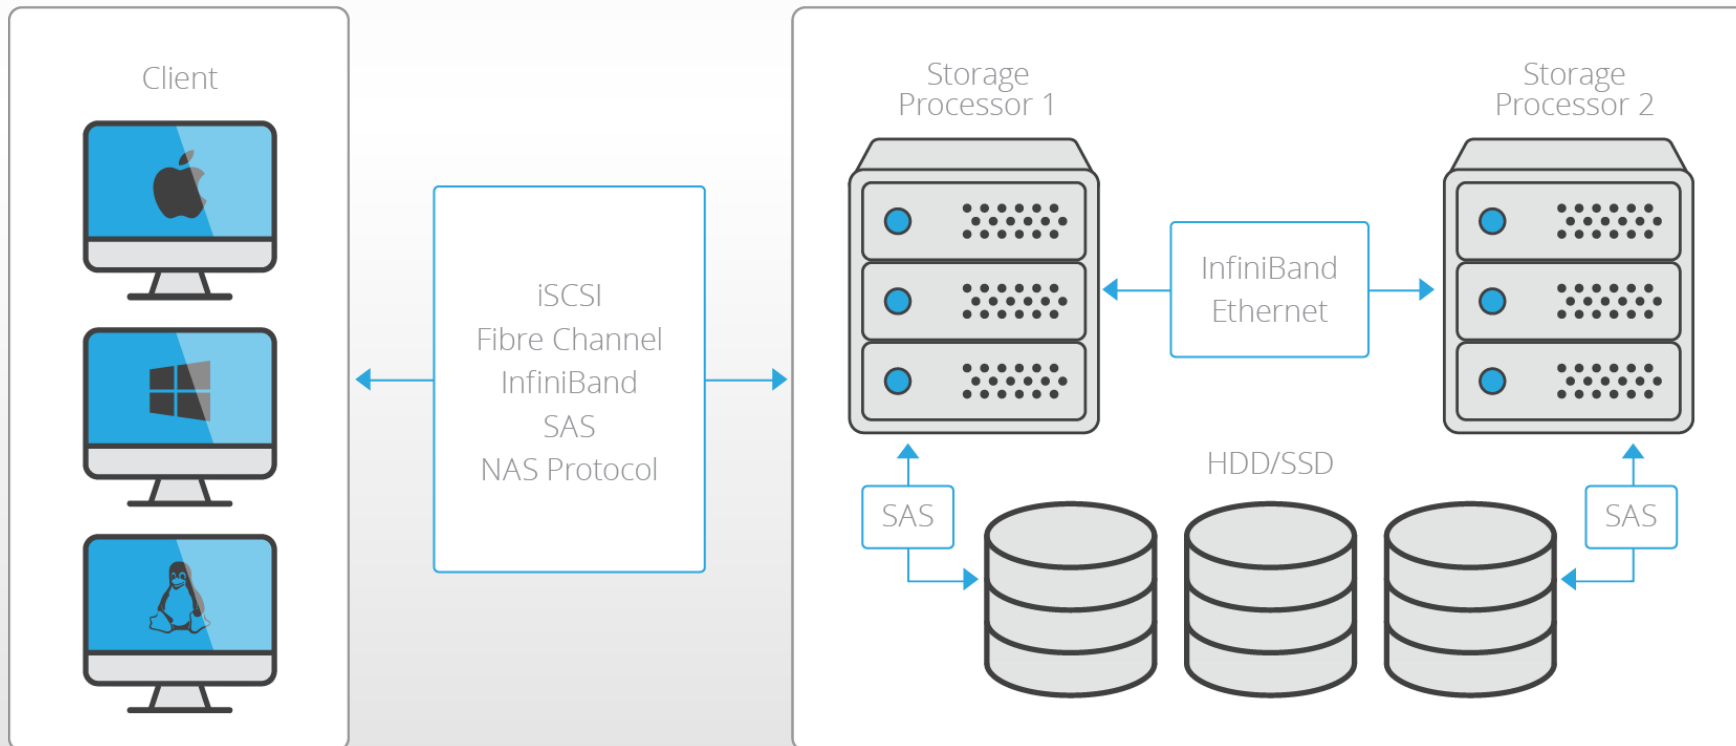 Client
iSCSI
Fibre Channel
InfiniBand
SAS
NAS Protocol
Storage
Processor 1
Storage
Processor 2
InfiniBand
Ethernet
HDD/SSD
SAS
SAS